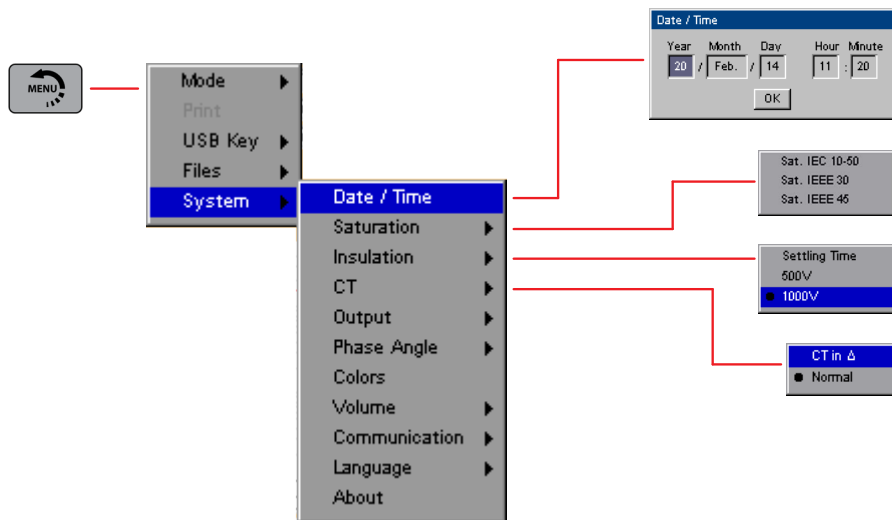 MENU
Mode
Print
USB Key
Files
System
Date / Time
Saturation
Insulation
CT
Output
Phase Angle
Colors
Volume
Communication
Language
About
Date / Time
Year Month Day Hour Minute
20 / Feb. / 14 11 : 20
OK
Sat. IEC 10-50
Sat. IEEE 30
Sat. IEEE 45
Settling Time
500V
1000V
CT in Δ
Normal